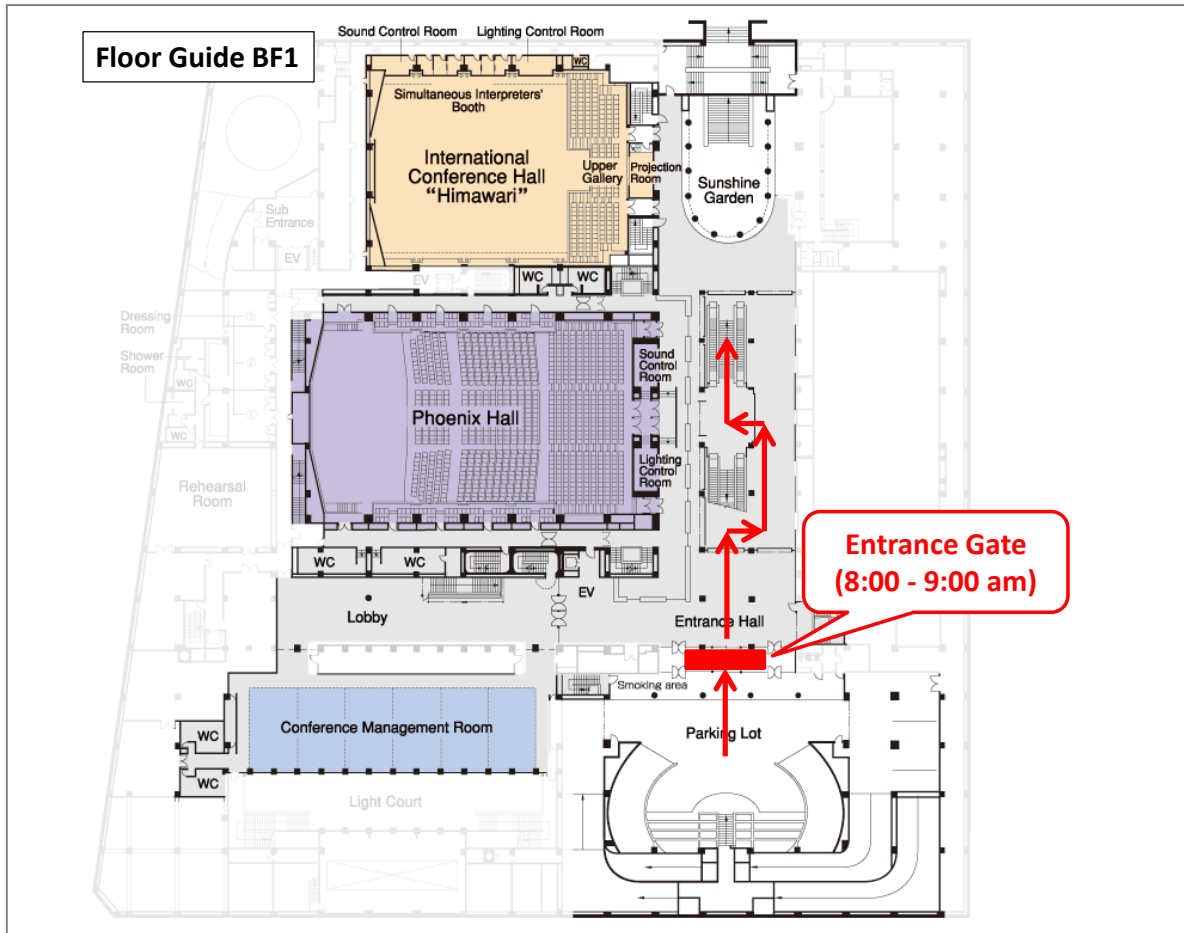 Floor Guide BF1
Sound Control Room
Lighting Control Room
WC
Simultaneous Interpreters'
Booth
International
Conference Hall
“Himawari”
Upper
Gallery
Projection
Room
Sunshine
Garden
Sub
Entrance
EV
EV
WC
WC
Dressing
Room
③
Shower
Room
②
WC
①
WC
Sound
Control
Room
Phoenix Hall
Lighting
Control
Room
Rehearsal
Room
Entrance Gate
(8:00 - 9:00 am)
WC
WC
EV
Lobby
Entrance Hall
Smoking area
Conference Management Room
Parking Lot
WC
WC
Light Court